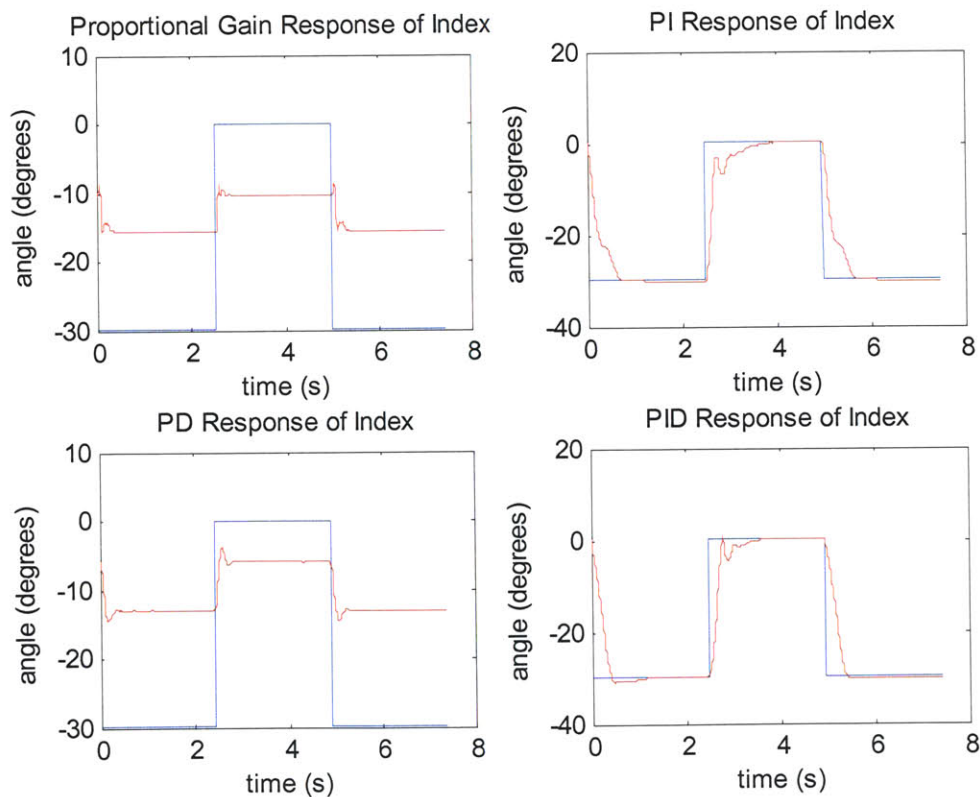 Proportional Gain Response of Index
10
0
-10
-20
-30
angle (degrees)
0 2 4 6 8
time (s)
PI Response of Index
20
0
-20
-40
angle (degrees)
0 2 4 6 8
time (s)
PD Response of Index
10
0
-10
-20
-30
angle (degrees)
0 2 4 6 8
time (s)
PID Response of Index
20
0
-20
-40
angle (degrees)
0 2 4 6 8
time (s)